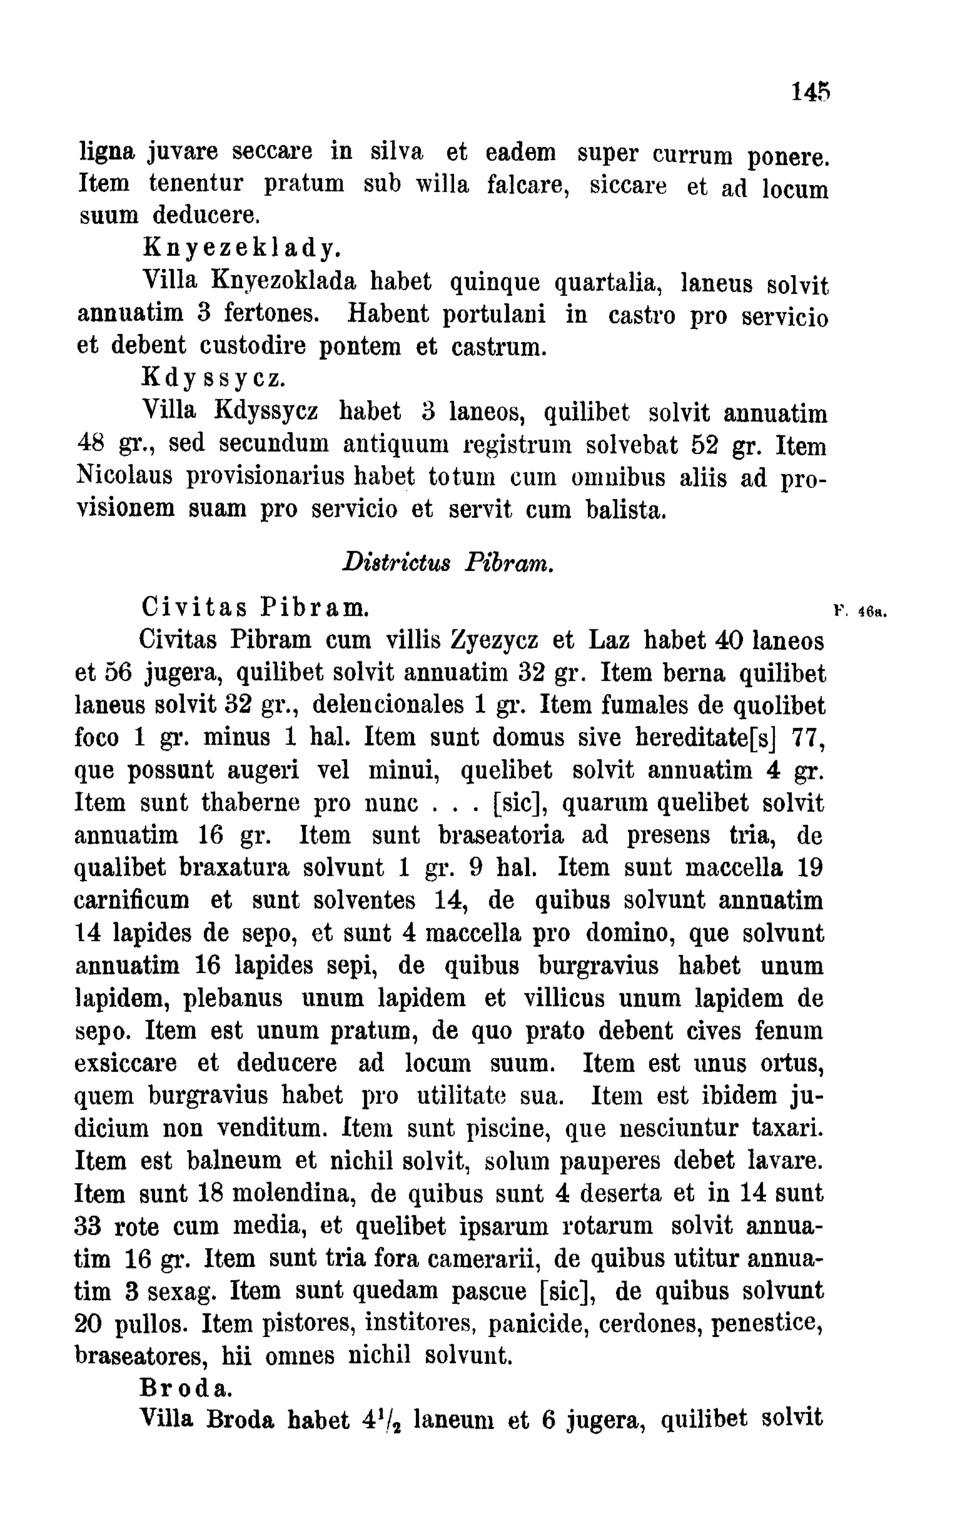 145
ligna juvare seccare in silva et eadem super currum ponere.
Item tenentur pratum sub willa falcare, siccare et ad locum
suum deducere.
Knyezeklady.
Villa Knyezoklada habet quinque quartalia, laneus solvit
annuatim 3 fertones. Habent portulani in castro pro servicio
et debent custodire pontem et castrum.
Kdyssycz.
Villa Kdyssycz habet 3 laneos, quilibet solvit annuatim
48 gr., sed secundum antiquum registrum solvebat 52 gr. Item
Nicolaus provisionarius habet totum cum omnibus aliis ad pro-
visionem suam pro servicio et servit cum balista.
Districtus Pibram.
Civitas Pibram. F. 46a.
Civitas Pibram cum villis Zyezycz et Laz habet 40 laneos
et 56 jugera, quilibet solvit annuatim 32 gr. Item berna quilibet
laneus solvit 32 gr., delencionales 1 gr. Item fumales de quolibet
foco 1 gr. minus 1 hal. Item sunt domus sive hereditate[s] 77,
que possunt augeri vel minui, quelibet solvit annuatim 4 gr.
Item sunt thaberne pro nunc . . . [sic], quarum quelibet solvit
annuatim 16 gr. Item sunt braseatoria ad presens tria, de
qualibet braxatura solvunt 1 gr. 9 hal. Item sunt maccella 19
carnificum et sunt solventes 14, de quibus solvunt annuatim
14 lapides de sepo, et sunt 4 maccella pro domino, que solvunt
annuatim 16 lapides sepi, de quibus burgravius habet unum
lapidem, plebanus unum lapidem et villicus unum lapidem de
sepo. Item est unum pratum, de quo prato debent cives fenum
exsiccare et deducere ad locum suum. Item est unus ortus,
quem burgravius habet pro utilitate sua. Item est ibidem ju-
dicium non venditum. Item sunt piscine, que nesciuntur taxari.
Item est balneum et nichil solvit, solum pauperes debet lavare.
Item sunt 18 molendina, de quibus sunt 4 deserta et in 14 sunt
33 rote cum media, et quelibet ipsarum rotarum solvit annua-
tim 16 gr. Item sunt tria fora camerarii, de quibus utitur annua-
tim 3 sexag. Item sunt quedam pascue [sic], de quibus solvunt
20 pullos. Item pistores, institores, panicide, cerdones, penestice,
braseatores, hii omnes nichil solvunt.
Broda.
Villa Broda habet 4¹/₂ laneum et 6 jugera, quilibet solvit